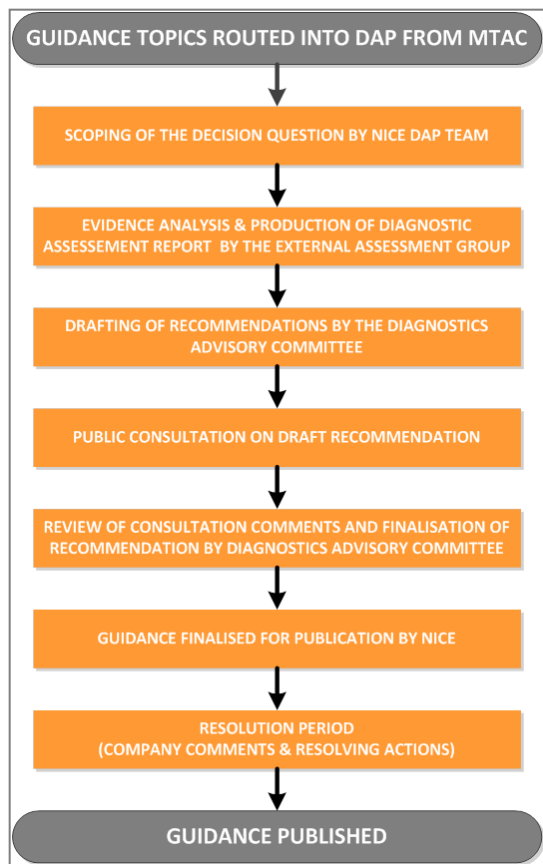 GUIDANCE TOPICS ROUTED INTO DAP FROM MTAC
SCOPING OF THE DECISION QUESTION BY NICE DAP TEAM
EVIDENCE ANALYSIS & PRODUCTION OF DIAGNOSTIC
ASSESSEMENT REPORT BY THE EXTERNAL ASSESSMENT GROUP
DRAFTING OF RECOMMENDATIONS BY THE DIAGNOSTICS
ADVISORY COMMITTEE
PUBLIC CONSULTATION ON DRAFT RECOMMENDATION
REVIEW OF CONSULTATION COMMENTS AND FINALISATION OF
RECOMMENDATION BY DIAGNOSTICS ADVISORY COMMITTEE
GUIDANCE FINALISED FOR PUBLICATION BY NICE
RESOLUTION PERIOD
(COMPANY COMMENTS & RESOLVING ACTIONS)
GUIDANCE PUBLISHED